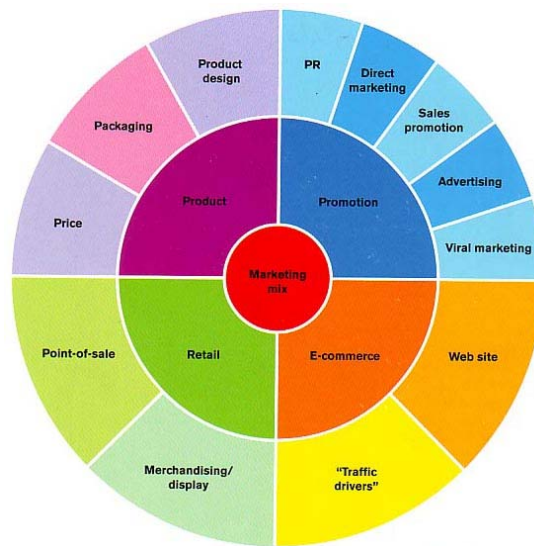 Product
design
PR
Direct
marketing
Sales
promotion
Packaging
Advertising
Price
Product
Promotion
Viral marketing
Marketing
mix
Point-of-sale
Retail
E-commerce
Web site
Merchandising/
display
“Traffic
drivers”